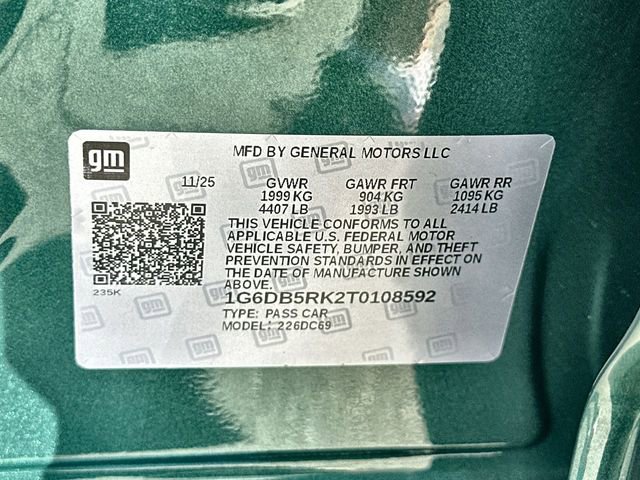 gm
MFD BY GENERAL MOTORS LLC
11/25 GVWR GAWR FRT GAWR RR
1999 KG 904 KG 1095 KG
4407 LB 1993 LB 2414 LB
THIS VEHICLE CONFORMS TO ALL
APPLICABLE U.S. FEDERAL MOTOR
VEHICLE SAFETY, BUMPER, AND THEFT
PREVENTION STANDARDS IN EFFECT ON
THE DATE OF MANUFACTURE SHOWN
ABOVE.
235K
1G6DB5RK2T0108592
TYPE: PASS CAR
MODEL: 226DC69